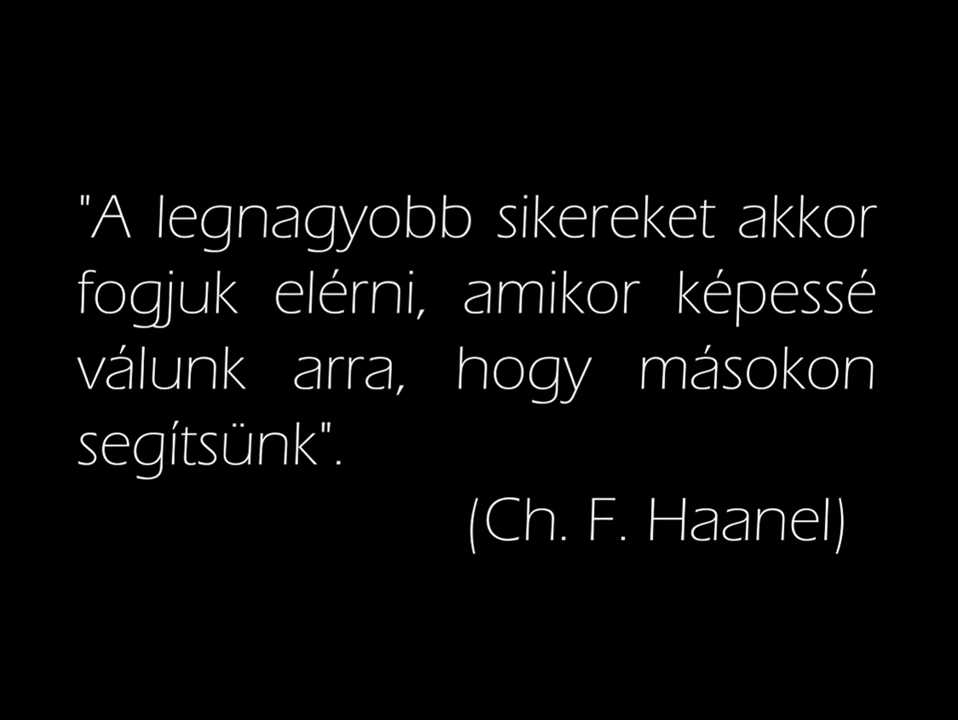 "A legnagyobb sikereket akkor
fogjuk elérni, amikor képessé
válunk arra, hogy másokon
segítsünk".
(Ch. F. Haanel)